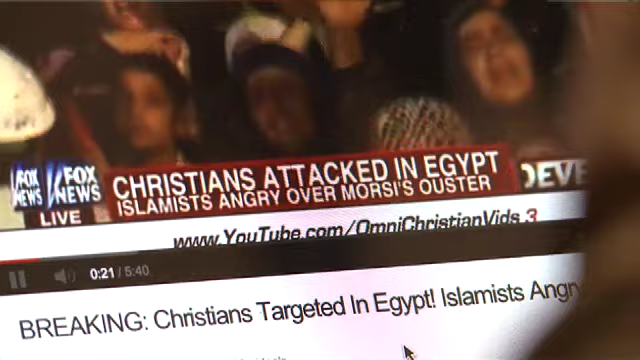 FOX NEWS
FOX NEWS
LIVE
CHRISTIANS ATTACKED IN EGYPT
ISLAMISTS ANGRY OVER MORSI'S OUSTER
DEVE
www.YouTube.com/OmniChristianVids.3
0:21 / 5:40
BREAKING: Christians Targeted In Egypt! Islamists Angry